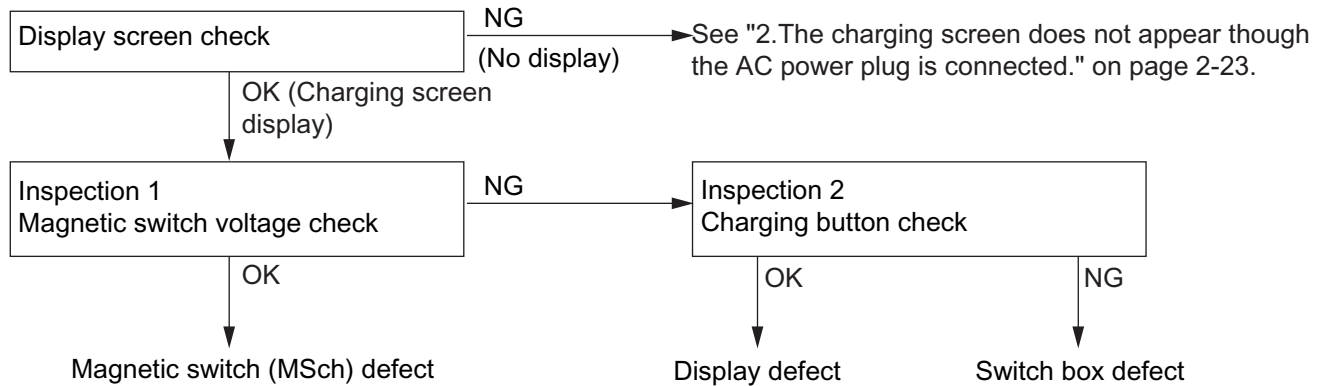 Display screen check
NG
(No display)
See "2.The charging screen does not appear though
the AC power plug is connected." on page 2-23.
OK (Charging screen
display)
Inspection 1
Magnetic switch voltage check
NG
Inspection 2
Charging button check
OK
OK
NG
Magnetic switch (MSch) defect
Display defect
Switch box defect